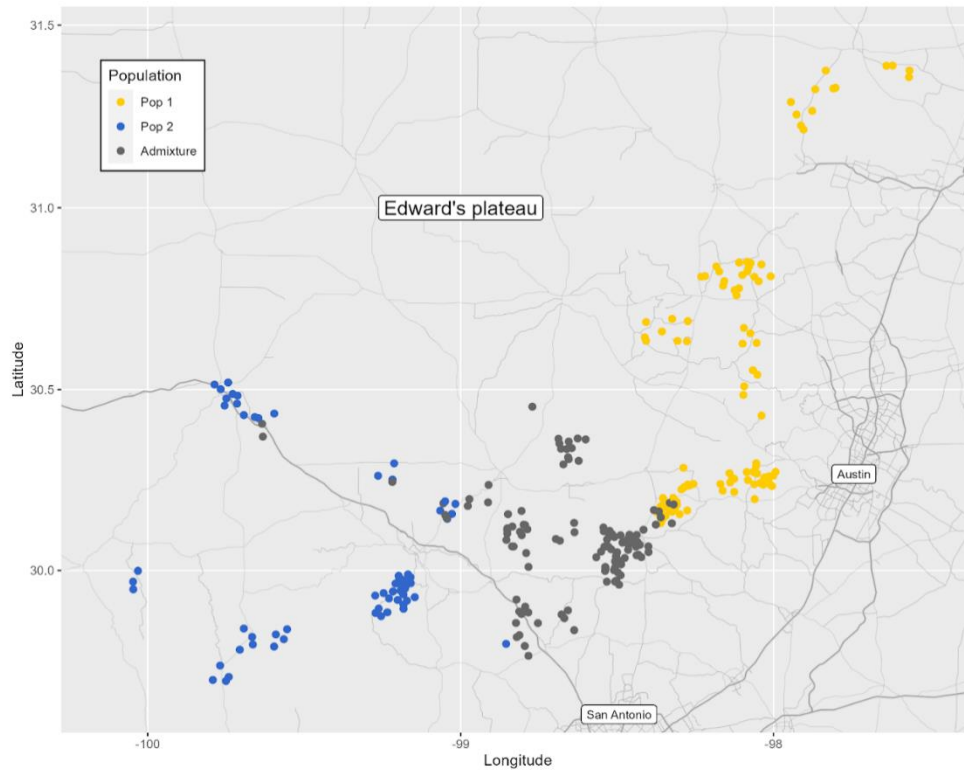 31.5
Population
Pop 1
Pop 2
Admixture
31.0
Edward's plateau
Latitude
30.5
Austin
30.0
San Antonio
-100
-99
-98
Longitude